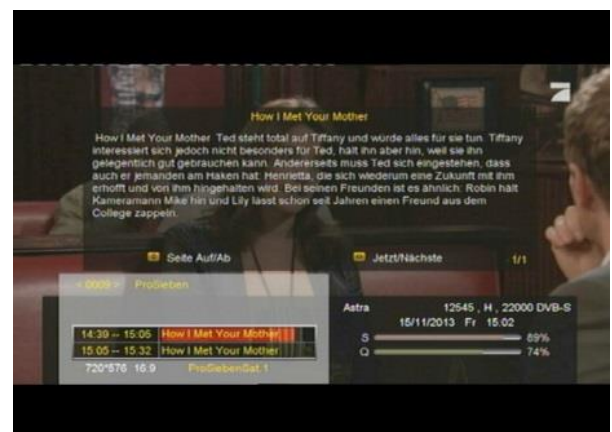 How I Met Your Mother
How I Met Your Mother Ted steht total auf Tiffany und würde alles für sie tun. Tiffany
interessiert sich jedoch nicht besonders für Ted, hält ihn aber hin, weil sie ihn
gelegentlich gut gebrauchen kann. Andererseits muss Ted sich eingestehen, dass
auch er jemanden am Haken hat: Henrietta, die sich wiederum eine Zukunft mit ihm
erhofft und von ihm hingehalten wird. Bei seinen Freunden ist es ähnlich: Robin hält
Kameramann Mike hin und Lily lässt schon seit Jahren einen Freund aus dem
College zappeln.
Seite Auf/Ab
Jetzt/Nächste
1/1
< 0009 > ProSieben
14:39 -- 15:05 How I Met Your Mother
15:05 -- 15:32 How I Met Your Mother
720*576 16:9 ProSiebenSat.1
Astra 12545 , H , 22000 DVB-S
15/11/2013 Fr 15:02
S 89%
Q 74%